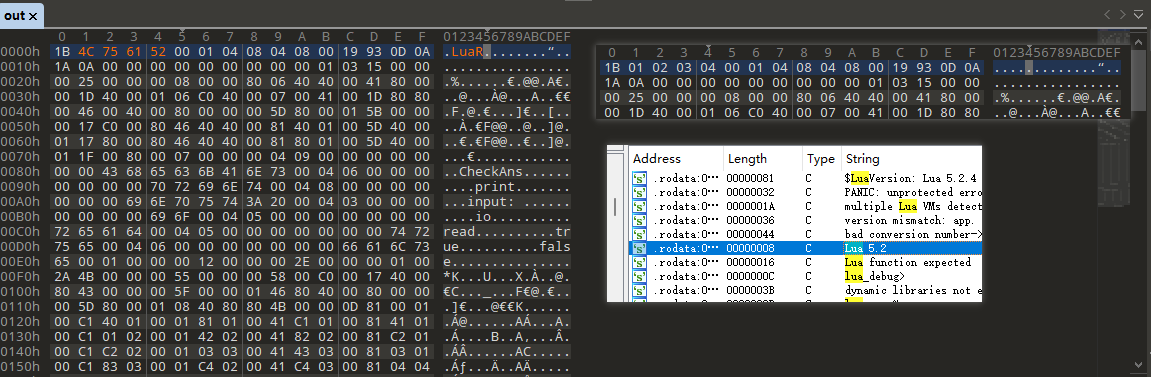 out ×
0 1 2 3 4 5 6 7 8 9 A B C D E F 0123456789ABCDEF
0000h 1B 4C 75 61 52 00 01 04 08 04 08 00 19 93 0D 0A .LuaR........“..
0010h 1A 0A 00 00 00 00 00 00 00 00 00 01 03 15 00 00 ................
0020h 00 25 00 00 00 08 00 00 80 06 40 40 00 41 80 00 .%......€.@@.A€.
0030h 00 1D 40 00 01 06 C0 40 00 07 00 41 00 1D 80 80 ..@...À@...A..€€
0040h 00 46 00 40 00 80 00 00 00 5D 80 00 01 5B 00 00 .F.@.€...]€..[..
0050h 00 17 C0 00 80 46 40 40 00 81 40 01 00 5D 40 00 ..À.€F@@..@..]@.
0060h 01 17 80 00 80 46 40 40 00 81 80 01 00 5D 40 00 ..€.€F@@..€..]@.
0070h 01 1F 00 80 00 07 00 00 00 04 09 00 00 00 00 00 ...€............
0080h 00 00 43 68 65 63 6B 41 6E 73 00 04 06 00 00 00 ..CheckAns......
0090h 00 00 00 00 70 72 69 6E 74 00 04 08 00 00 00 00 ....print.......
00A0h 00 00 00 69 6E 70 75 74 3A 20 00 04 03 00 00 00 ...input: ......
00B0h 00 00 00 00 69 6F 00 04 05 00 00 00 00 00 00 00 ....io..........
00C0h 72 65 61 64 00 04 05 00 00 00 00 00 00 00 74 72 read..........tr
00D0h 75 65 00 04 06 00 00 00 00 00 00 00 66 61 6C 73 ue..........fals
00E0h 65 00 01 00 00 00 12 00 00 00 2E 00 00 00 01 00 e...............
00F0h 2A 4B 00 00 00 55 00 00 00 58 00 C0 00 17 40 00 *K...U...X.À..@.
0100h 80 43 00 00 00 5F 00 00 01 46 80 40 00 80 00 00 €C..._...F€@.€..
0110h 00 5D 80 00 01 08 40 80 80 4B 00 00 0D 81 00 01 .]€...@€€K......
0120h 00 C1 40 01 00 01 81 01 00 41 C1 01 00 81 41 01 .Á@......AÁ...A.
0130h 00 C1 01 02 00 01 42 02 00 41 82 02 00 81 C2 01 .Á....B..A‚...Â.
0140h 00 C1 C2 02 00 01 03 03 00 41 43 03 00 81 03 01 .ÁÂ......AC.....
0150h 00 C1 83 03 00 01 C4 02 00 41 C4 03 00 81 04 04 .Áƒ...Ä..AÄ.....
0 1 2 3 4 5 6 7 8 9 A B C D E F 0123456789ABCDEF
1B 01 02 03 04 00 01 04 08 04 08 00 19 93 0D 0A .............“..
1A 0A 00 00 00 00 00 00 00 00 00 01 03 15 00 00 ................
00 25 00 00 00 08 00 00 80 06 40 40 00 41 80 00 .%......€.@@.A€.
00 1D 40 00 01 06 C0 40 00 07 00 41 00 1D 80 80 ..@...À@...A..€€
Address Length Type String
's' .rodata:0··· 00000081 C $LuaVersion: Lua 5.2.4
's' .rodata:0··· 00000032 C PANIC: unprotected erro
's' .rodata:0··· 0000001A C multiple Lua VMs detect
's' .rodata:0··· 00000036 C version mismatch: app.
's' .rodata:0··· 00000044 C bad conversion number->
's' .rodata:0··· 00000008 C Lua 5.2
's' .rodata:0··· 00000016 C Lua function expected
's' .rodata:0··· 0000000C C lua_debug>
's' .rodata:0··· 0000003B C dynamic libraries not e